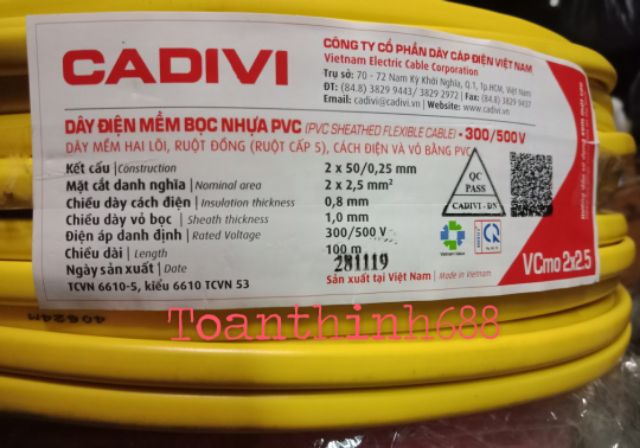 CADIVI
CÔNG TY CỔ PHẦN DÂY CÁP ĐIỆN VIỆT NAM
Vietnam Electric Cable Corporation
Trụ sở: 70 - 72 Nam Kỳ Khởi Nghĩa, Q.1, Tp.HCM, Việt Nam
ĐT: (84.8) 3829 9443/ 3829 2972 | Fax: (84.8) 3829 9437
Email: cadivi@cadivi.vn | Website: www.cadivi.vn
DÂY ĐIỆN MỀM BỌC NHỰA PVC (PVC SHEATHED FLEXIBLE CABLE) - 300/500 V
DÂY MỀM HAI LÕI, RUỘT ĐỒNG (RUỘT CẤP 5), CÁCH ĐIỆN VÀ VỎ BẰNG PVC
Kết cấu | Construction 2 x 50/0,25 mm
Mặt cắt danh nghĩa | Nominal area 2 x 2,5 mm²
Chiều dày cách điện | Insulation thickness 0,8 mm
Chiều dày vỏ bọc | Sheath thickness 1,0 mm
Điện áp danh định | Rated Voltage 300/500 V
Chiều dài | Length 100 m
Ngày sản xuất | Date 281119
TCVN 6610-5, kiểu 6610 TCVN 53
Sản xuất tại Việt Nam | Made in Vietnam
QC
PASS
CADIVI - ĐN
VCmo 2x2.5
40624M
Toanthinh688